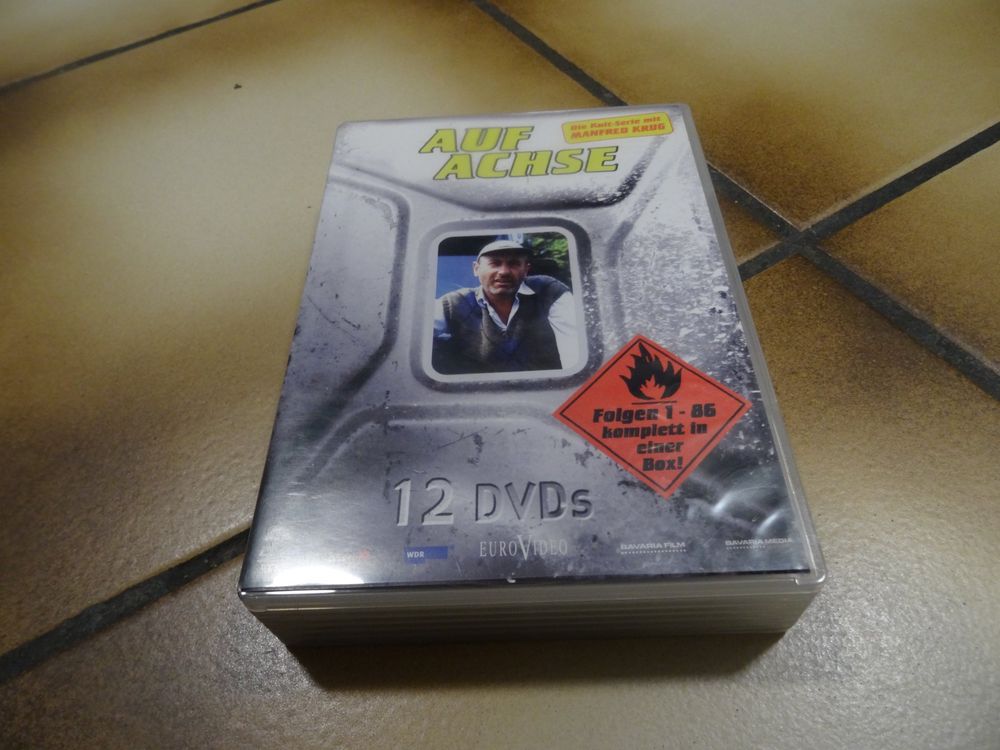 AUF
ACHSE
Die Kult-Serie mit
MANFRED KRUG
Folgen 1 - 86
komplett in
einer
Box!
12 DVDs
WDR
EUROVIDEO
BAVARIA FILM
BAVARIA MEDIA